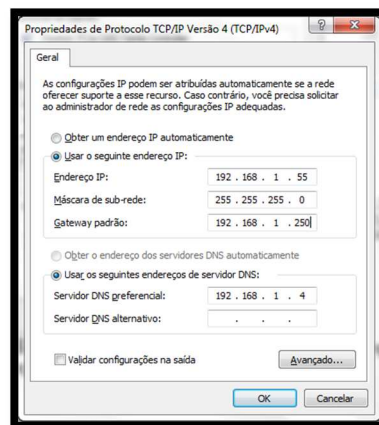 Propriedades de Protocolo TCP/IP Versão 4 (TCP/IPv4)
Geral
As configurações IP podem ser atribuídas automaticamente se a rede
oferecer suporte a esse recurso. Caso contrário, você precisa solicitar
ao administrador de rede as configurações IP adequadas.
Obter um endereço IP automaticamente
Usar o seguinte endereço IP:
Endereço IP: 192 . 168 . 1 . 55
Máscara de sub-rede: 255 . 255 . 255 . 0
Gateway padrão: 192 . 168 . 1 . 250
Obter o endereço dos servidores DNS automaticamente
Usar os seguintes endereços de servidor DNS:
Servidor DNS preferencial: 192 . 168 . 1 . 4
Servidor DNS alternativo: . . .
Validar configurações na saída
Avançado...
OK Cancelar